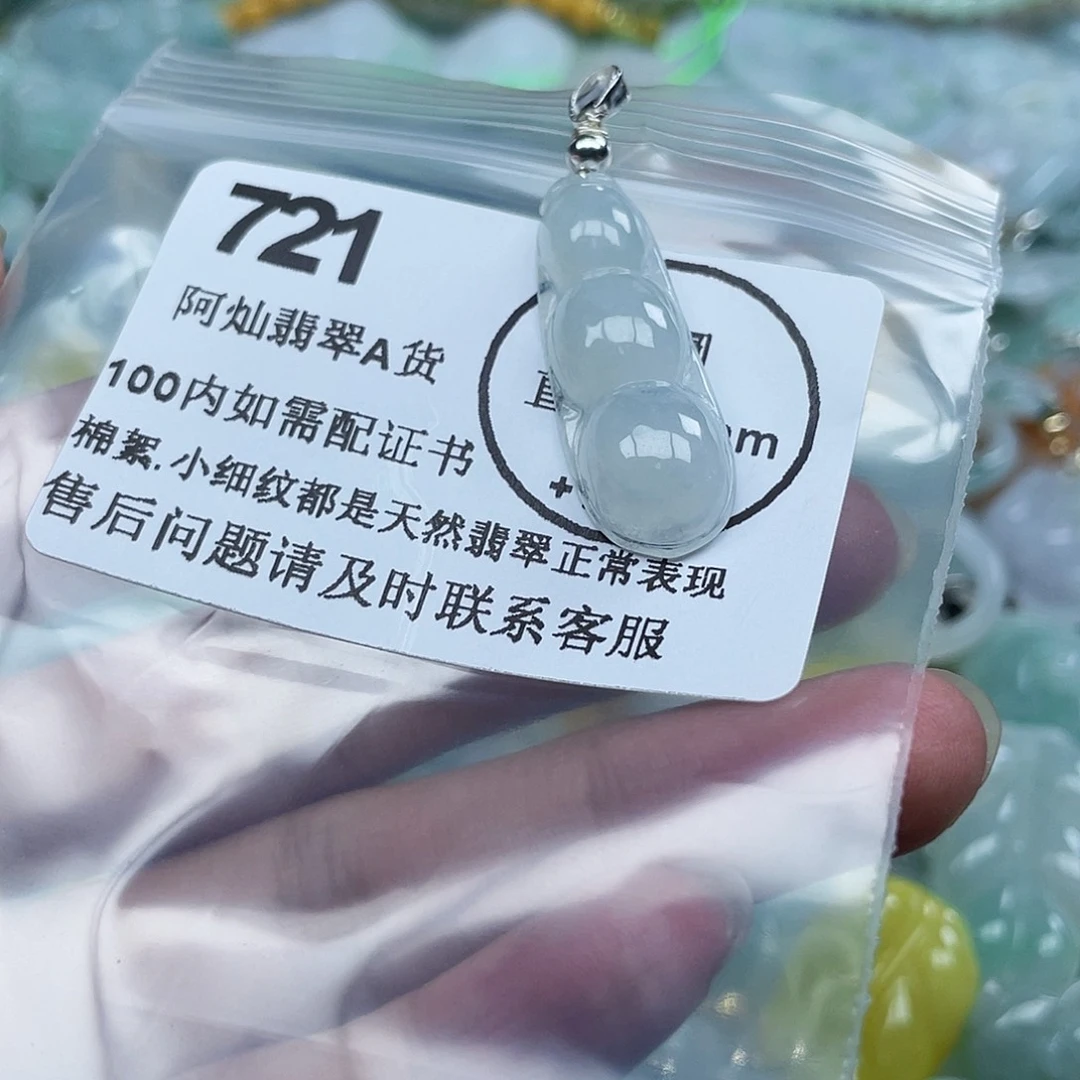 721
阿灿翡翠A货
100内如需配证书
棉絮.小细纹都是天然翡翠正常表现
售后问题请及时联系客服
直
mm
+